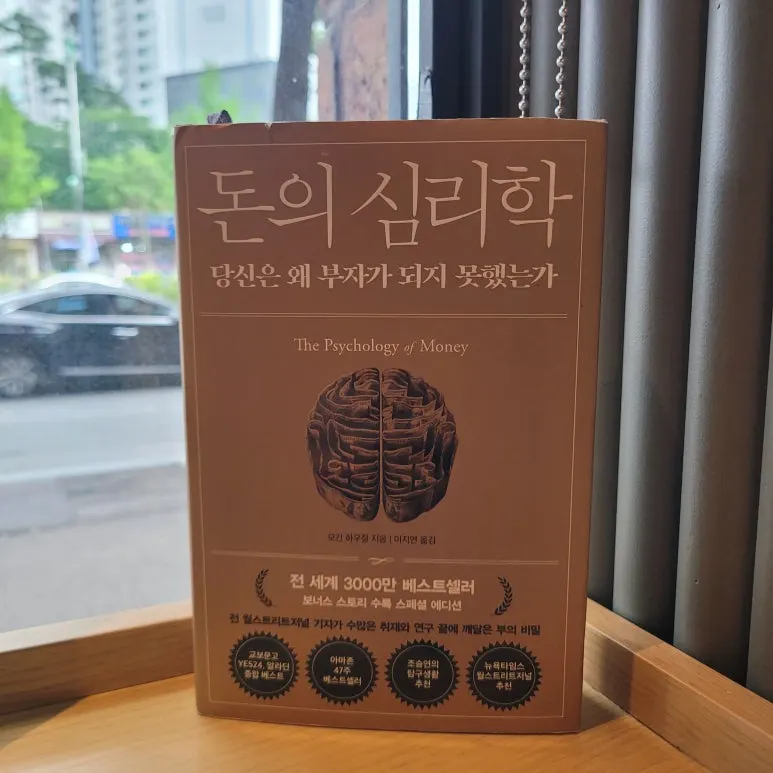 돈의 심리학
당신은 왜 부자가 되지 못했는가
The Psychology of Money
모건 하우절 지음 | 이지연 옮김
전 세계 3000만 베스트셀러
보너스 스토리 수록 스페셜 에디션
전 월스트리트저널 기자가 수많은 취재와 연구 끝에 깨달은 부의 비밀
교보문고
YES24, 알라딘
종합 베스트
아마존
47주
베스트셀러
조승연의
탐구생활
추천
뉴욕타임스
월스트리트저널
추천